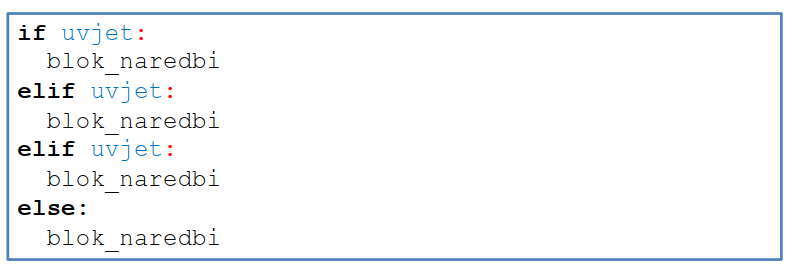 if uvjet:
  blok_naredbi
elif uvjet:
  blok_naredbi
elif uvjet:
  blok_naredbi
else:
  blok_naredbi